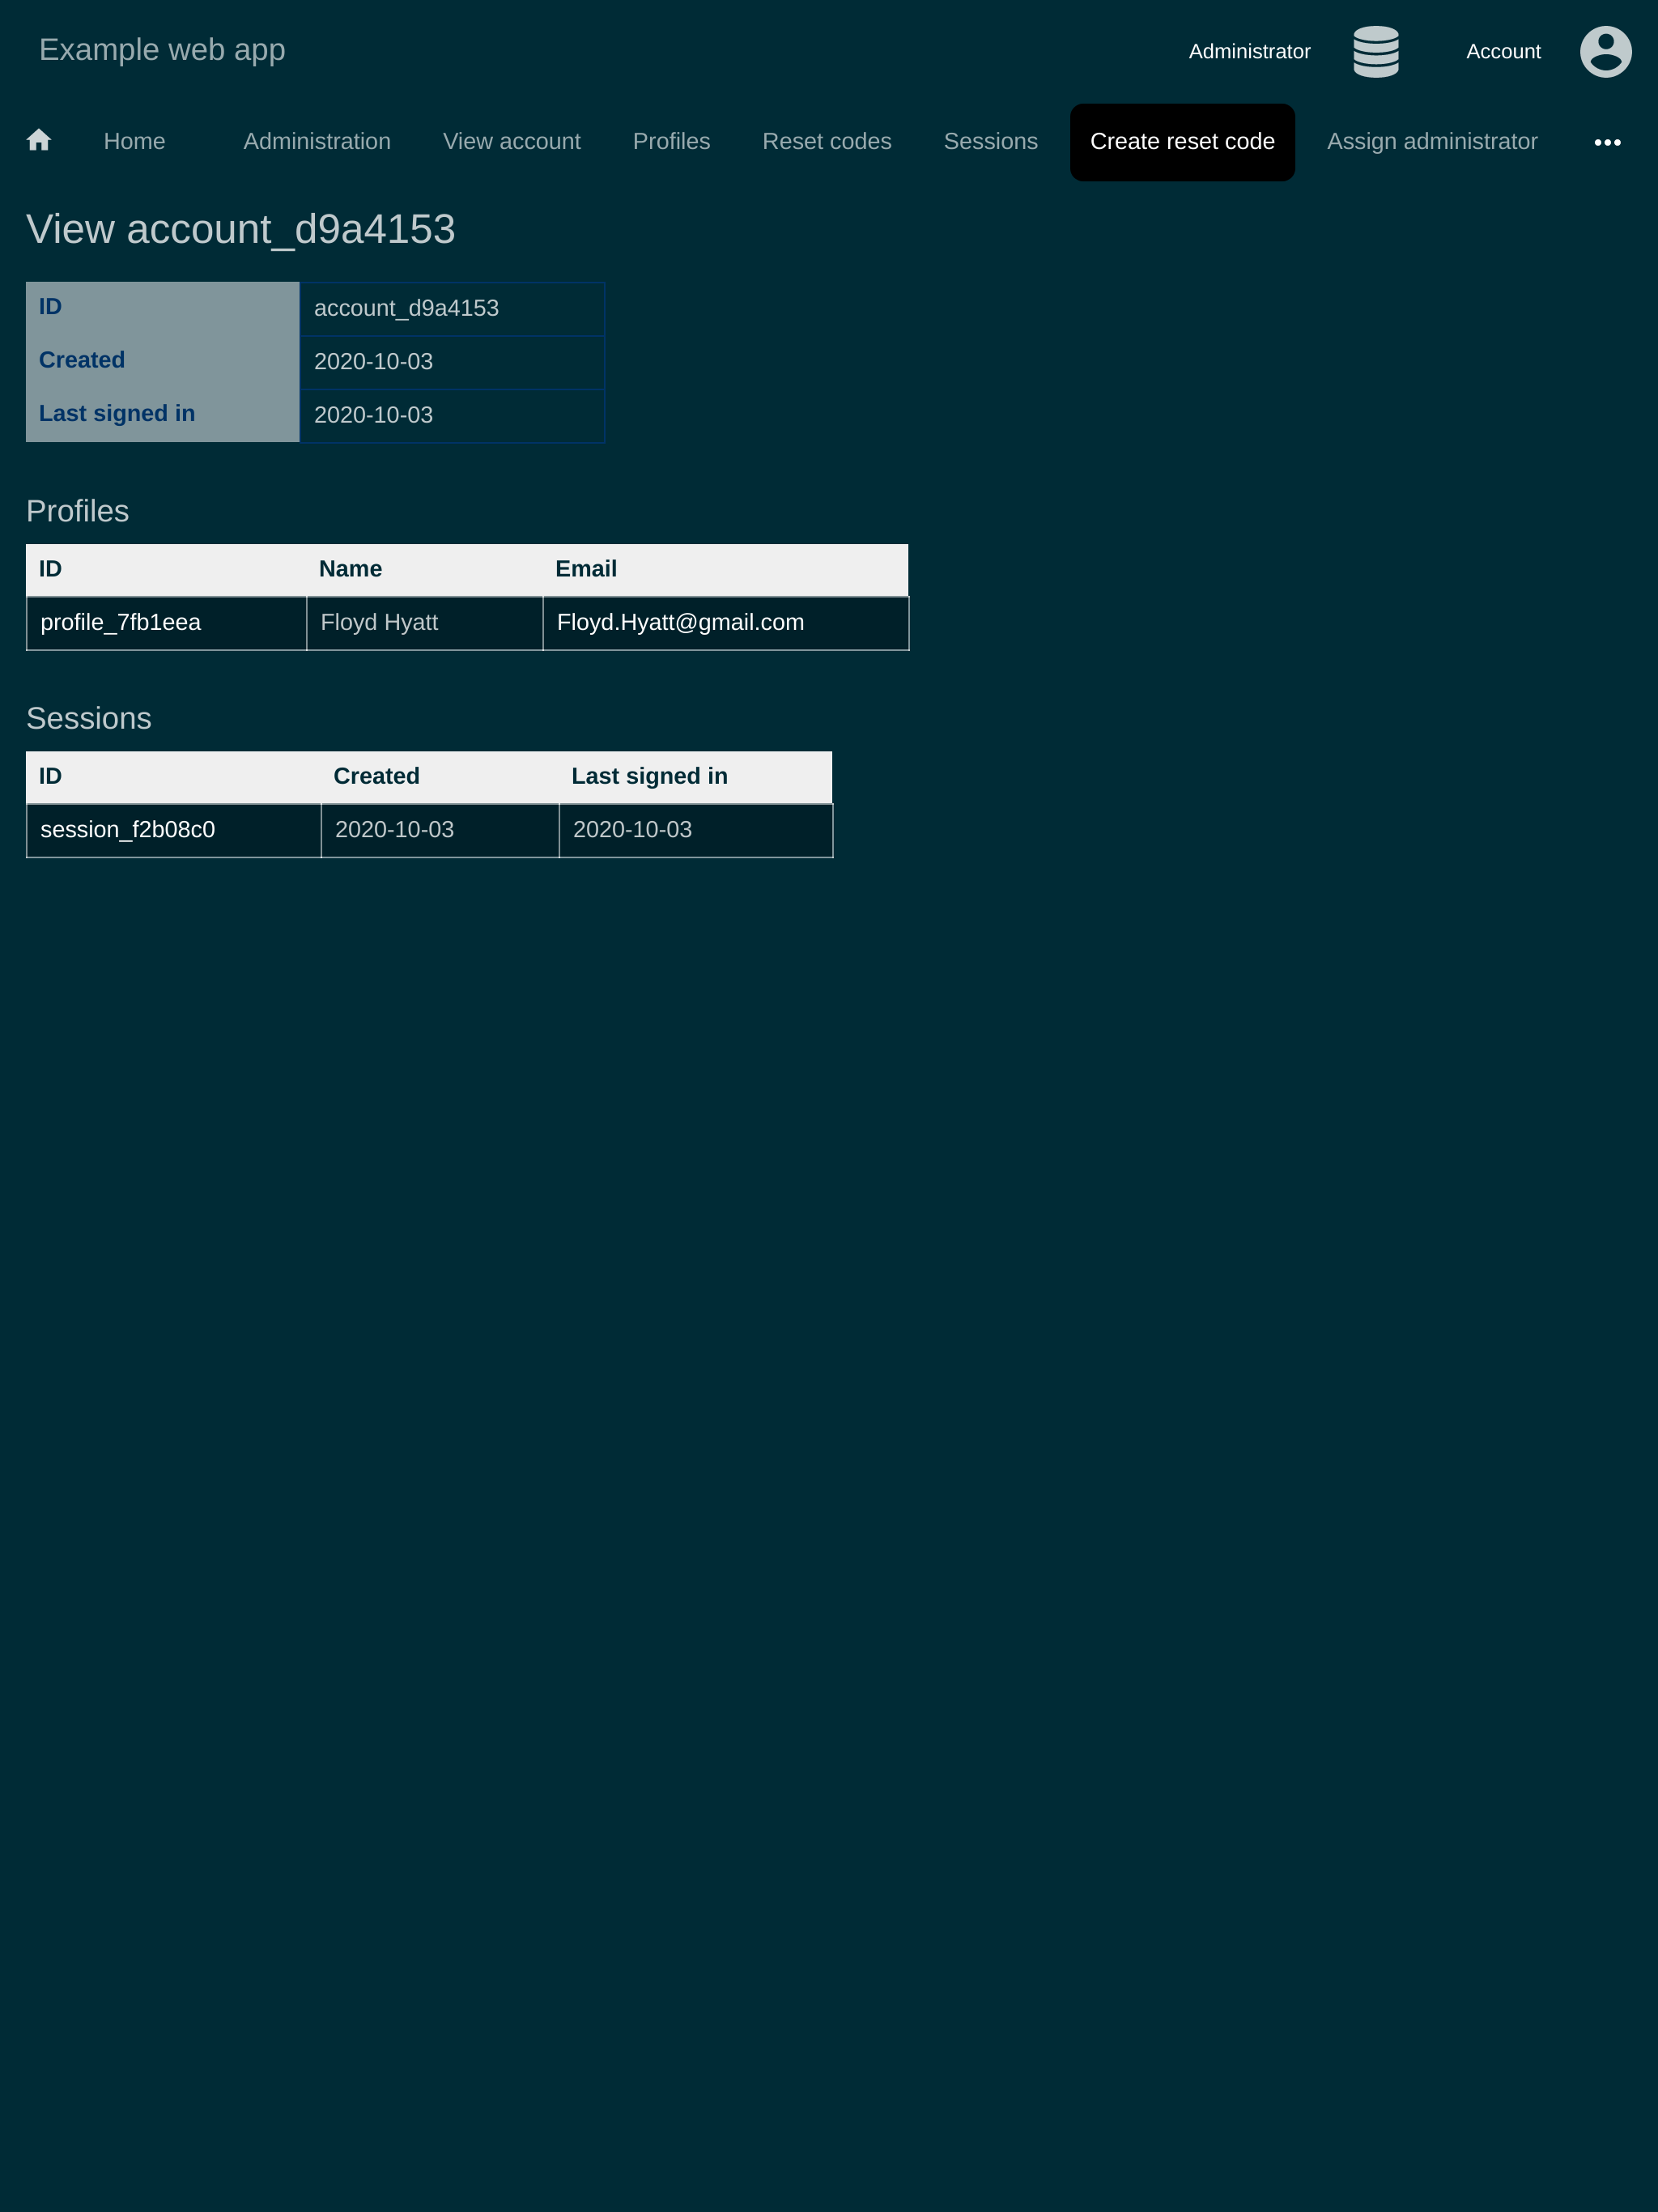 Example web app
Administrator Account
Home Administration View account Profiles Reset codes Sessions Create reset code Assign administrator •••
View account_d9a4153
ID account_d9a4153
Created 2020-10-03
Last signed in 2020-10-03
Profiles
ID Name Email
profile_7fb1eea Floyd Hyatt Floyd.Hyatt@gmail.com
Sessions
ID Created Last signed in
session_f2b08c0 2020-10-03 2020-10-03